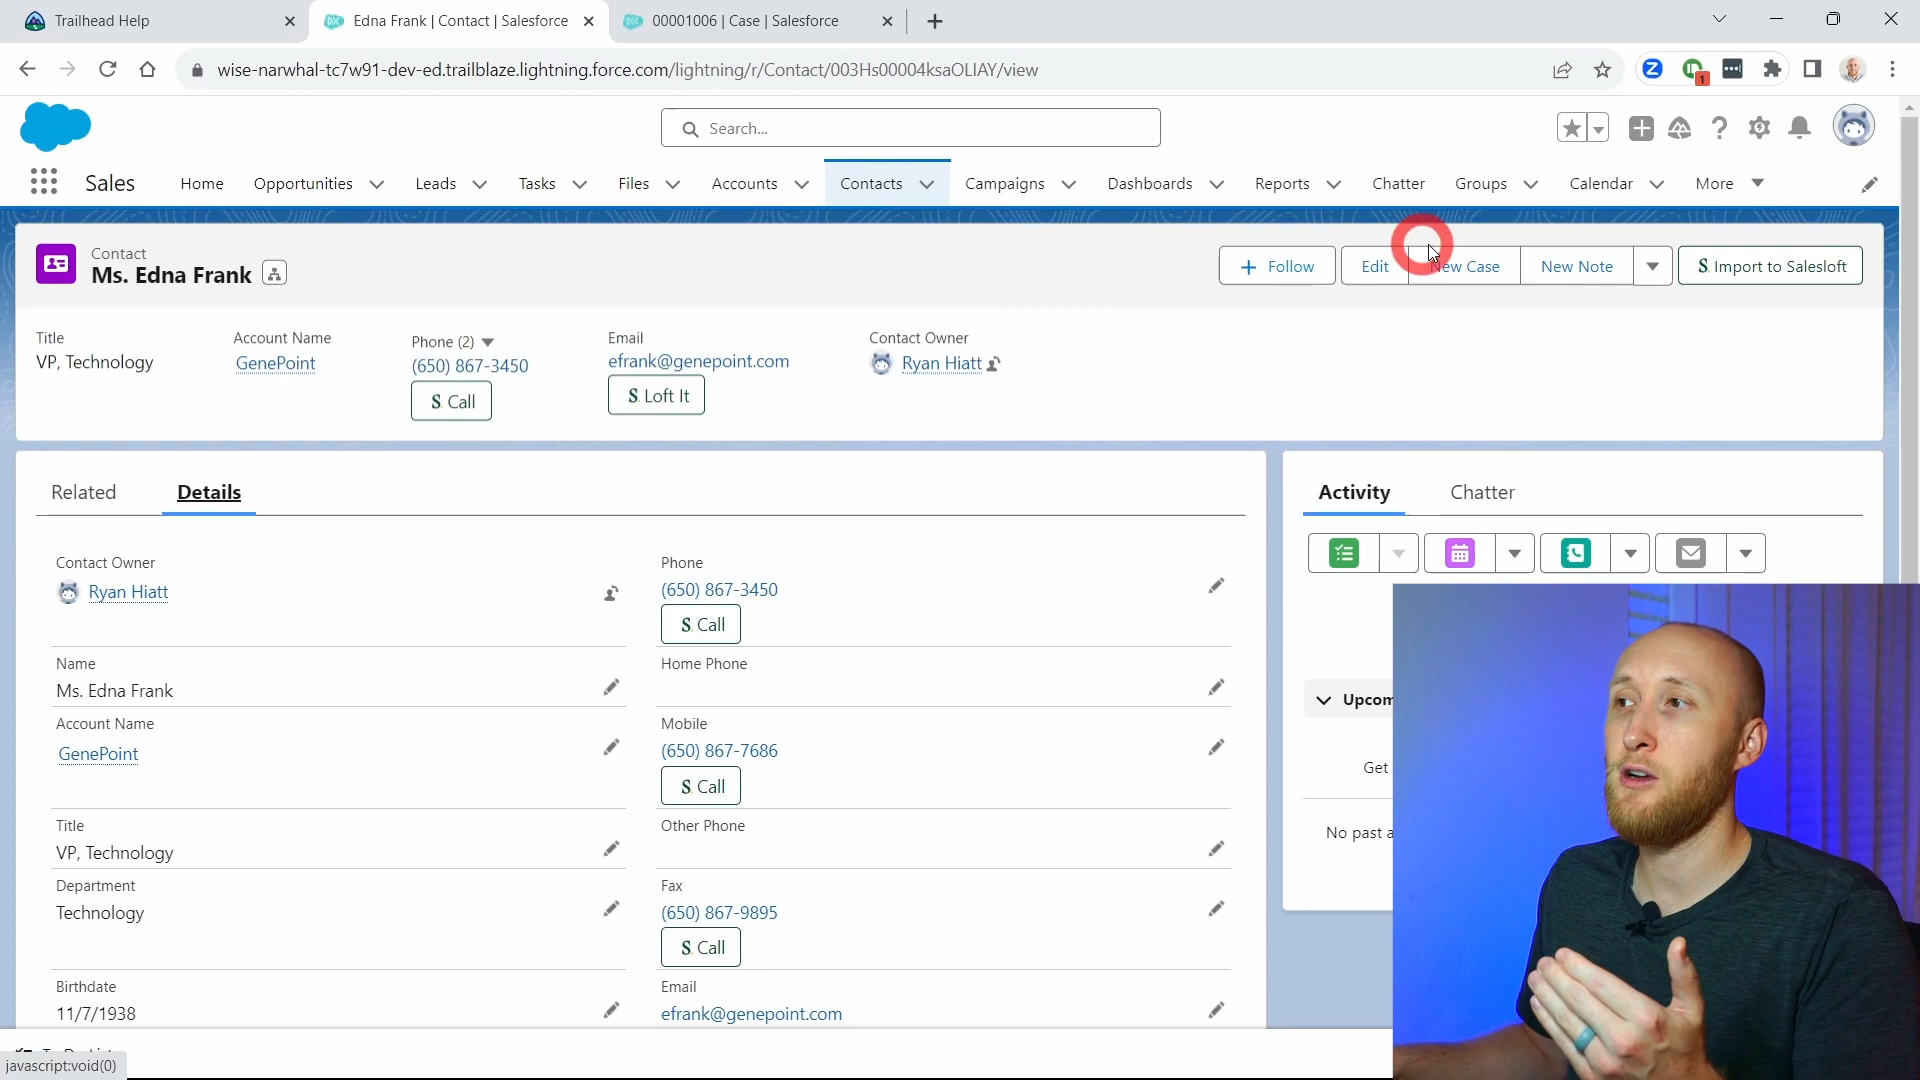 Trailhead Help
Edna Frank | Contact | Salesforce
00001006 | Case | Salesforce
wise-narwhal-tc7w91-dev-ed.trailblaze.lightning.force.com/lightning/r/Contact/003Hs00004ksaOLIAY/view
1
Search...
Sales
Home
Opportunities
Leads
Tasks
Files
Accounts
Contacts
Campaigns
Dashboards
Reports
Chatter
Groups
Calendar
More
Contact
Ms. Edna Frank
Follow
Edit
New Case
New Note
S. Import to Salesloft
Title
VP, Technology
Account Name
GenePoint
Phone (2)
(650) 867-3450
S. Call
Email
efrank@genepoint.com
S. Loft It
Contact Owner
Ryan Hiatt
Related
Details
Contact Owner
Ryan Hiatt
Name
Ms. Edna Frank
Account Name
GenePoint
Title
VP, Technology
Department
Technology
Birthdate
11/7/1938
Phone
(650) 867-3450
S. Call
Home Phone
Mobile
(650) 867-7686
S. Call
Other Phone
Fax
(650) 867-9895
S. Call
Email
efrank@genepoint.com
Activity
Chatter
Upcom
Get
No past a
javascript:void(0)